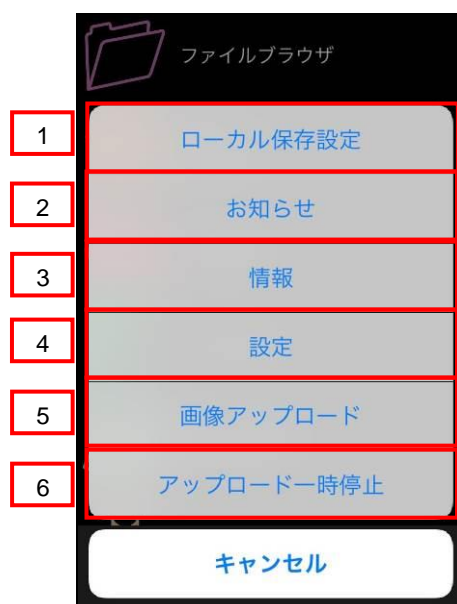 ファイルブラウザ
1 ローカル保存設定
2 お知らせ
3 情報
4 設定
5 画像アップロード
6 アップロード一時停止
キャンセル